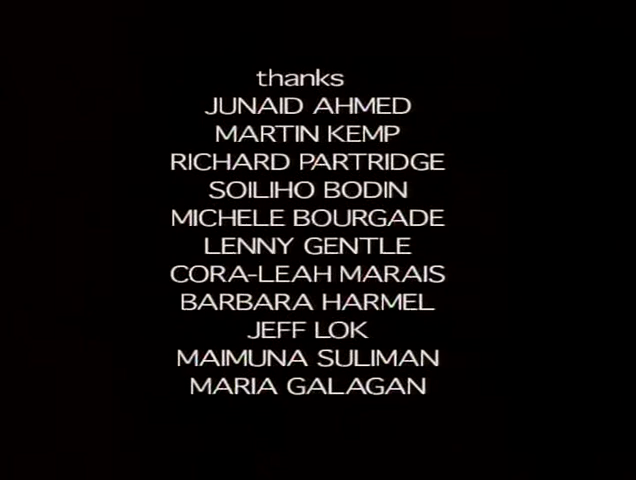 thanks
JUNAID AHMED
MARTIN KEMP
RICHARD PARTRIDGE
SOILIHO BODIN
MICHELE BOURGADE
LENNY GENTLE
CORA-LEAH MARAIS
BARBARA HARMEL
JEFF LOK
MAIMUNA SULIMAN
MARIA GALAGAN